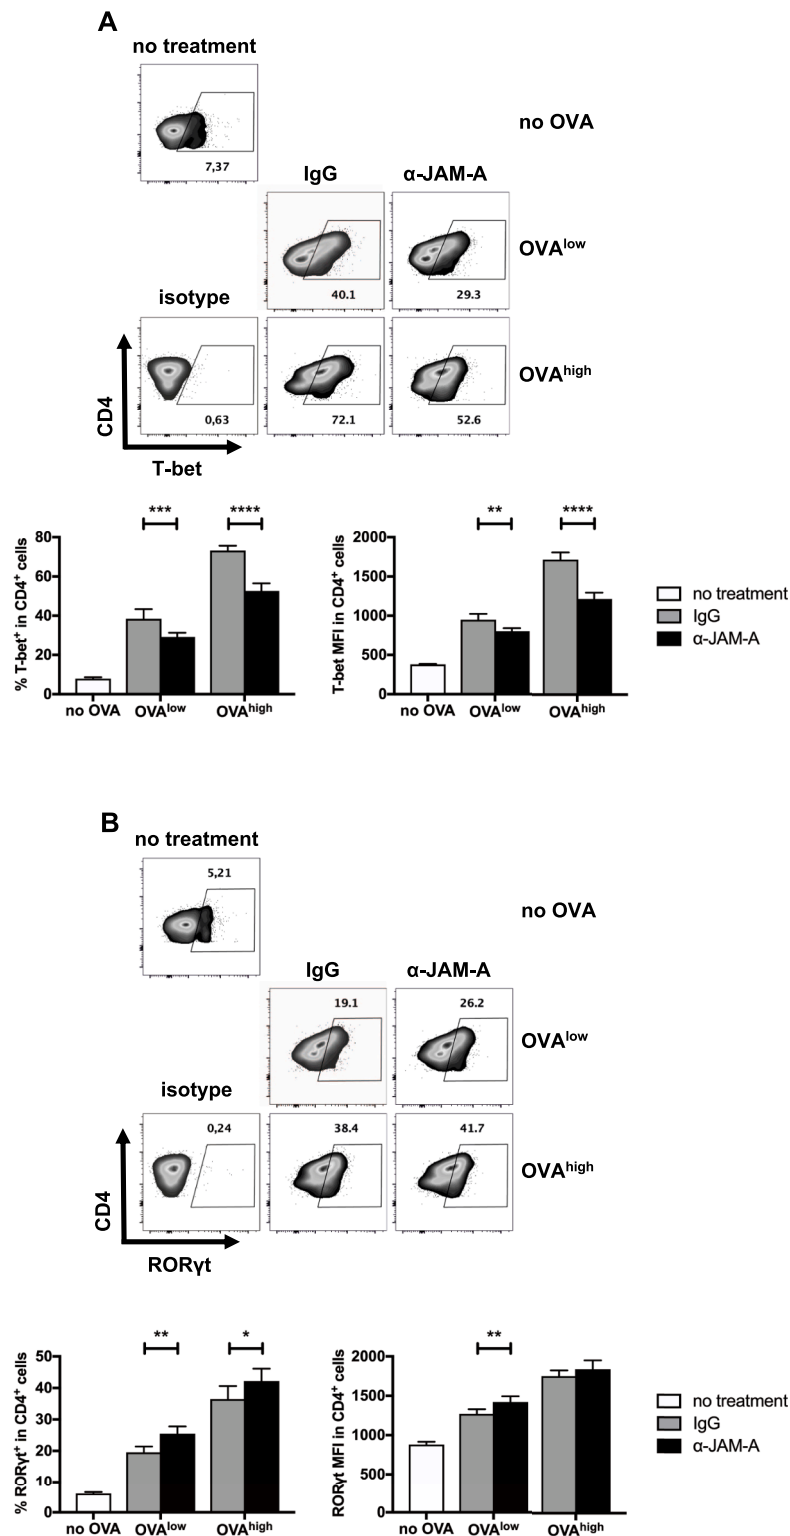 A
no treatment
7,37
no OVA
IgG
α-JAM-A
40.1
29.3
OVAlow
isotype
0,63
72.1
52.6
OVAhigh
CD4
T-bet
% T-bet+ in CD4+ cells
80
60
40
20
0
***
****
no OVA
OVAlow
OVAhigh
T-bet MFI in CD4+ cells
2000
1500
1000
500
0
**
****
no OVA
OVAlow
OVAhigh
no treatment
IgG
α-JAM-A
B
no treatment
5,21
no OVA
IgG
α-JAM-A
19.1
26.2
OVAlow
isotype
0,24
38.4
41.7
OVAhigh
CD4
RORγt
% RORγt+ in CD4+ cells
50
40
30
20
10
0
**
*
no OVA
OVAlow
OVAhigh
RORγt MFI in CD4+ cells
2000
1500
1000
500
0
**
no OVA
OVAlow
OVAhigh
no treatment
IgG
α-JAM-A